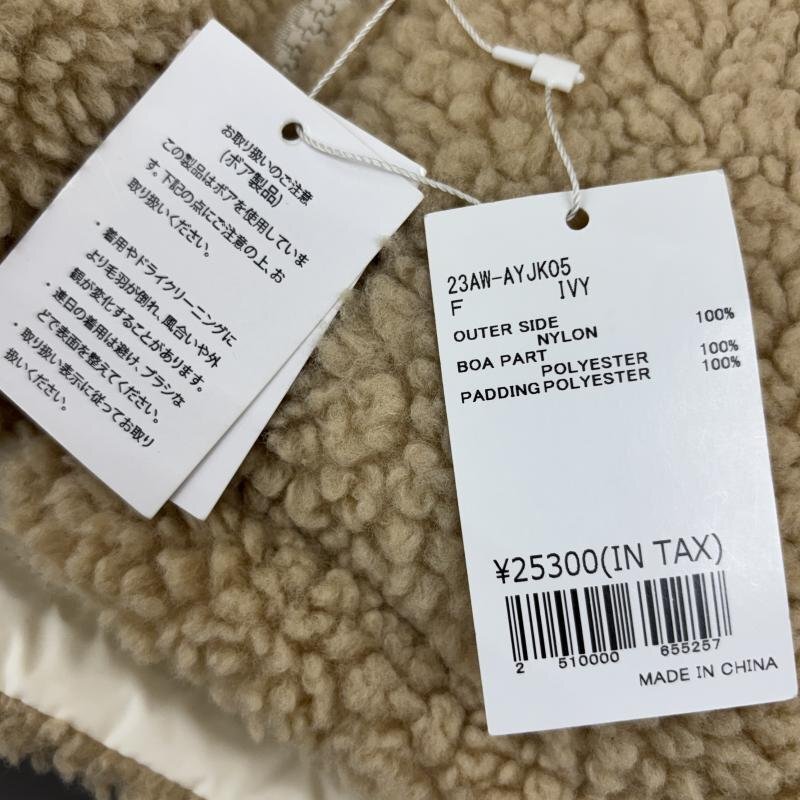 お取り扱いのご注意
(ボア製品)
この製品はボアを使用していま
す。下記の点にご注意の上、お
取り扱いください。
・着用やドライクリーニングに
より毛羽が倒れ、風合いや外
観が変化することがあります。
・連日の着用は避け、ブラシな
どで表面を整えてください。
・取り扱い表示に従ってお取り
扱いください。
23AW-AYJK05
F IVY
OUTER SIDE
NYLON 100%
BOA PART
POLYESTER 100%
PADDING POLYESTER 100%
¥25300(IN TAX)
2 510000 655257
MADE IN CHINA